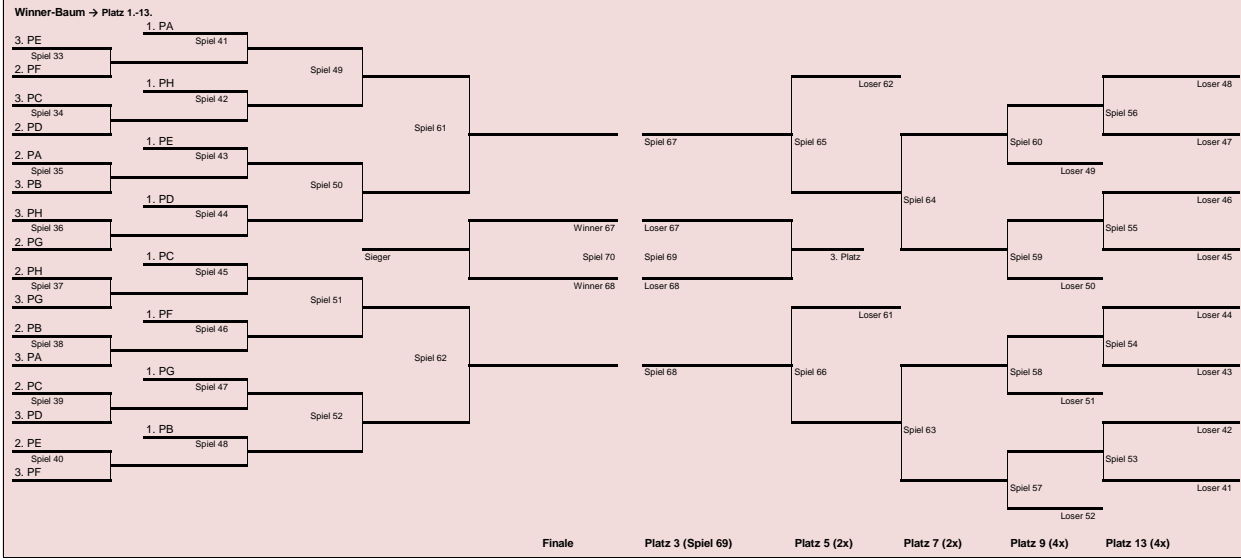 Winner-Baum → Platz 1.-13.
1. PA
3. PE
Spiel 41
Spiel 33
2. PF
Spiel 49
Loser 62
Loser 48
1. PH
3. PC
Spiel 42
Spiel 34
Spiel 56
2. PD
Spiel 61
1. PE
Spiel 67
Spiel 65
Spiel 60
Loser 47
2. PA
Spiel 43
Spiel 35
Loser 49
3. PB
Spiel 50
1. PD
Spiel 64
Loser 46
3. PH
Spiel 44
Spiel 36
Winner 67
Loser 67
Spiel 55
2. PG
1. PC
Sieger
Spiel 70
Spiel 69
3. Platz
Spiel 59
Loser 45
2. PH
Spiel 45
Spiel 37
Winner 68
Loser 68
Loser 50
3. PG
Spiel 51
1. PF
Loser 61
Loser 44
2. PB
Spiel 46
Spiel 38
Spiel 54
3. PA
Spiel 62
1. PG
Spiel 68
Spiel 66
Spiel 58
Loser 43
2. PC
Spiel 47
Spiel 39
Loser 51
3. PD
Spiel 52
1. PB
Spiel 63
Loser 42
2. PE
Spiel 48
Spiel 40
Spiel 53
3. PF
Spiel 57
Loser 41
Loser 52
Finale
Platz 3 (Spiel 69)
Platz 5 (2x)
Platz 7 (2x)
Platz 9 (4x)
Platz 13 (4x)